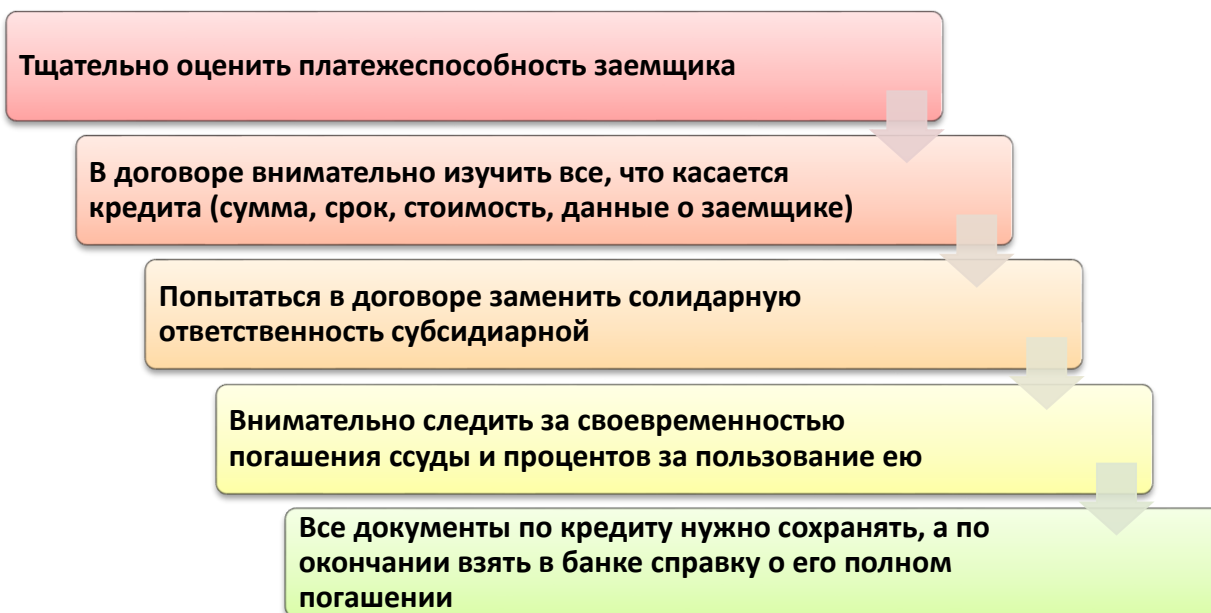 Тщательно оценить платежеспособность заемщика
В договоре внимательно изучить все, что касается
кредита (сумма, срок, стоимость, данные о заемщике)
Попытаться в договоре заменить солидарную
ответственность субсидиарной
Внимательно следить за своевременностью
погашения ссуды и процентов за пользование ею
Все документы по кредиту нужно сохранять, а по
окончании взять в банке справку о его полном
погашении